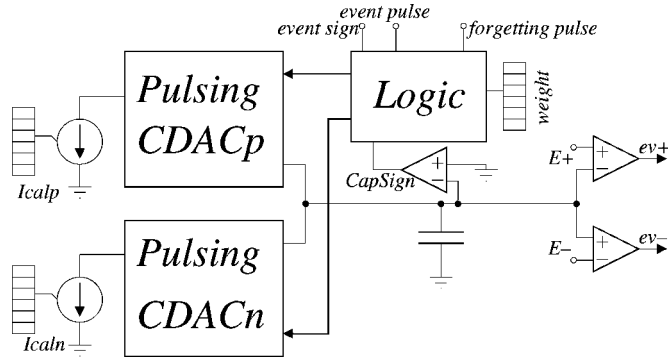 event pulse
event sign
forgetting pulse
Pulsing
CDACp
Logic
weight
Icalp
CapSign
+
−
E+
+
−
ev+
Pulsing
CDACn
E−
+
−
ev−
Icaln